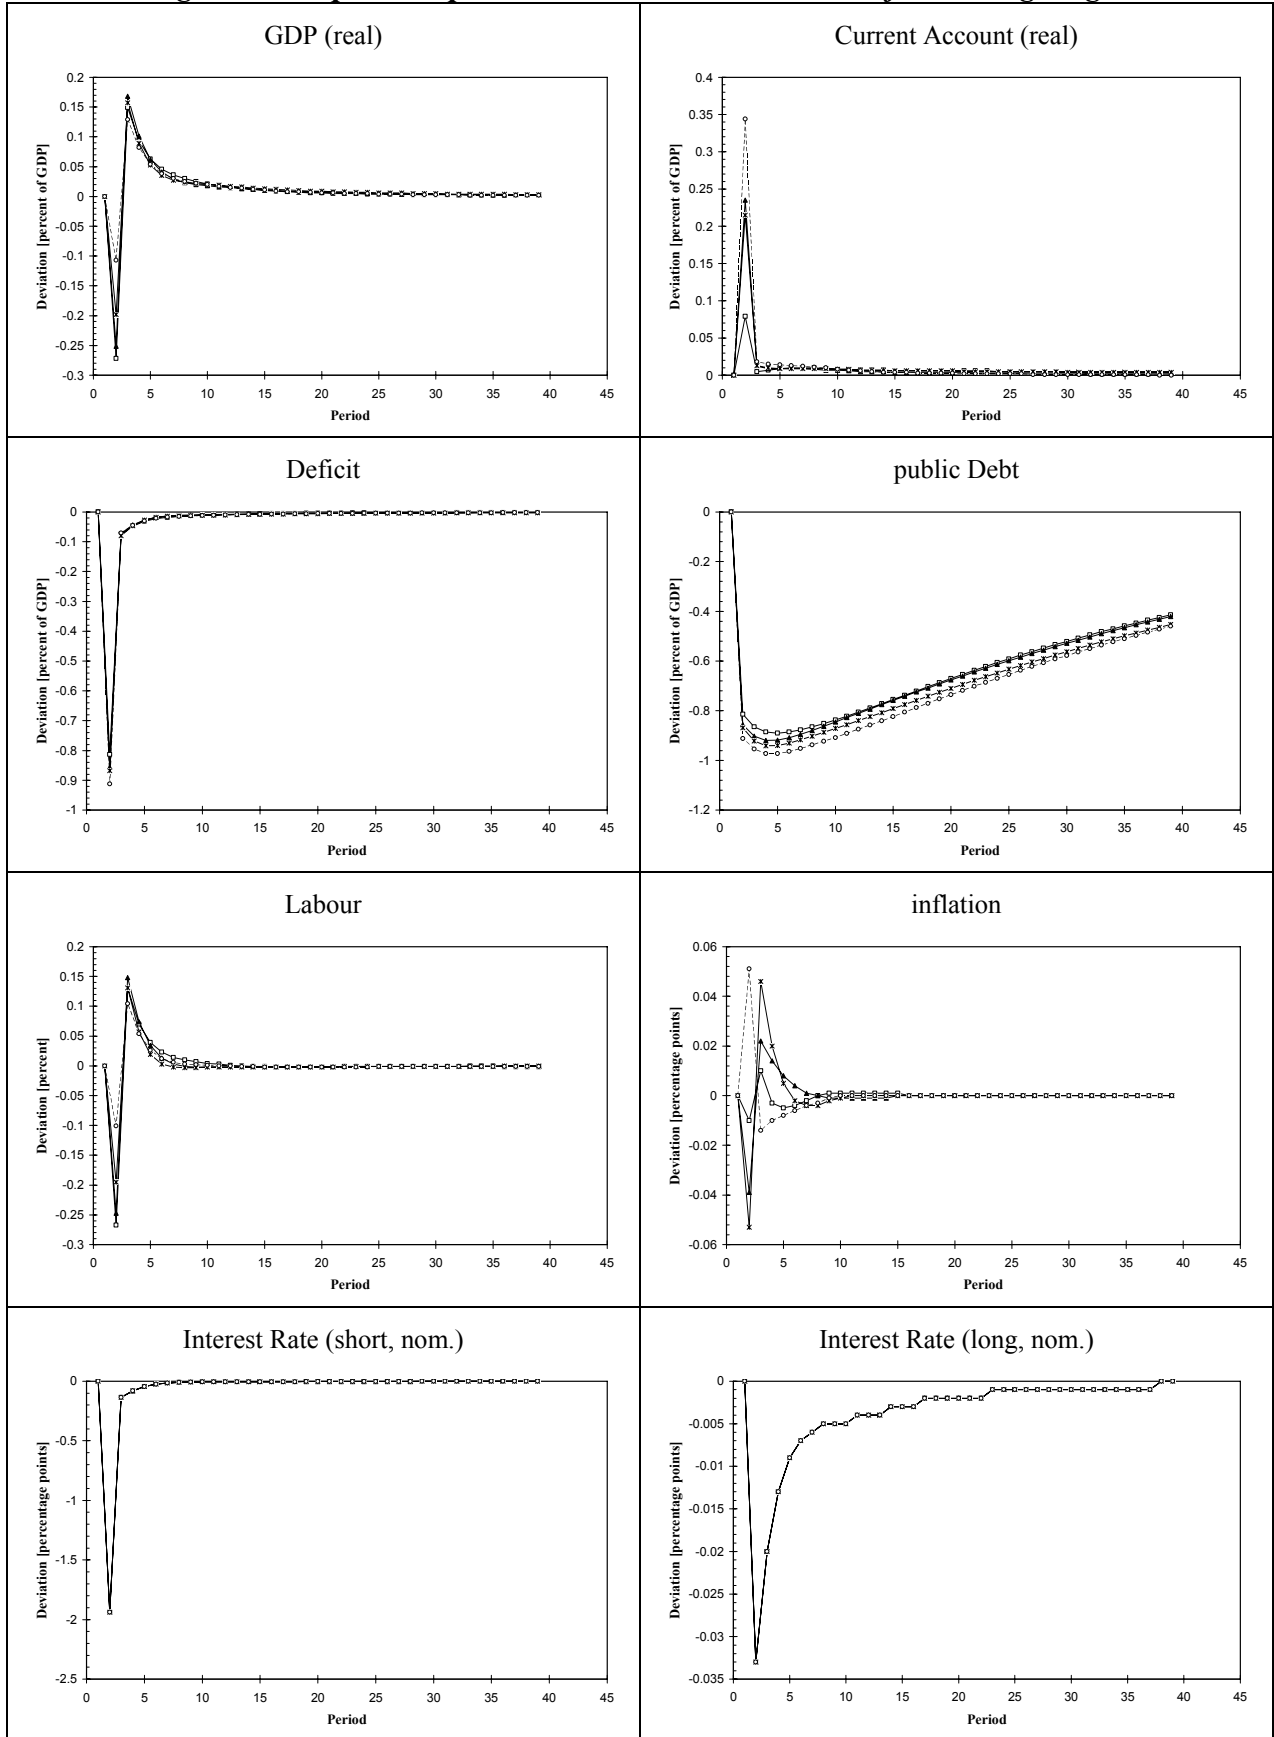 GDP (real)
Deviation [percent of GDP]
0.2
0.15
0.1
0.05
0
-0.05
-0.1
-0.15
-0.2
-0.25
-0.3
0 5 10 15 20 25 30 35 40 45
Period
Current Account (real)
Deviation [percent of GDP]
0.4
0.35
0.3
0.25
0.2
0.15
0.1
0.05
0
0 5 10 15 20 25 30 35 40 45
Period
Deficit
Deviation [percent of GDP]
0
-0.1
-0.2
-0.3
-0.4
-0.5
-0.6
-0.7
-0.8
-0.9
-1
0 5 10 15 20 25 30 35 40 45
Period
public Debt
Deviation [percent of GDP]
0
-0.2
-0.4
-0.6
-0.8
-1
-1.2
0 5 10 15 20 25 30 35 40 45
Period
Labour
Deviation [percent]
0.2
0.15
0.1
0.05
0
-0.05
-0.1
-0.15
-0.2
-0.25
-0.3
0 5 10 15 20 25 30 35 40 45
Period
inflation
Deviation [percentage points]
0.06
0.04
0.02
0
-0.02
-0.04
-0.06
0 5 10 15 20 25 30 35 40 45
Period
Interest Rate (short, nom.)
Deviation [percentage points]
0
-0.5
-1
-1.5
-2
-2.5
0 5 10 15 20 25 30 35 40 45
Period
Interest Rate (long, nom.)
Deviation [percentage points]
0
-0.005
-0.01
-0.015
-0.02
-0.025
-0.03
-0.035
0 5 10 15 20 25 30 35 40 45
Period